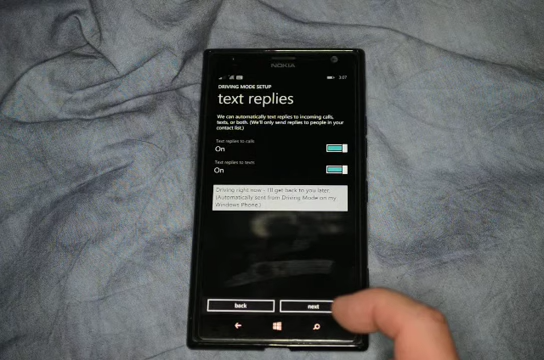 NOKIA
3:07
DRIVING MODE SETUP
text replies
We can automatically text replies to incoming calls,
texts, or both. (We'll only send replies to people in your
contact list.)
Text replies to calls
On
Text replies to texts
On
Driving right now - I'll get back to you later.
(Automatically sent from Driving Mode on my
Windows Phone.)
back
next